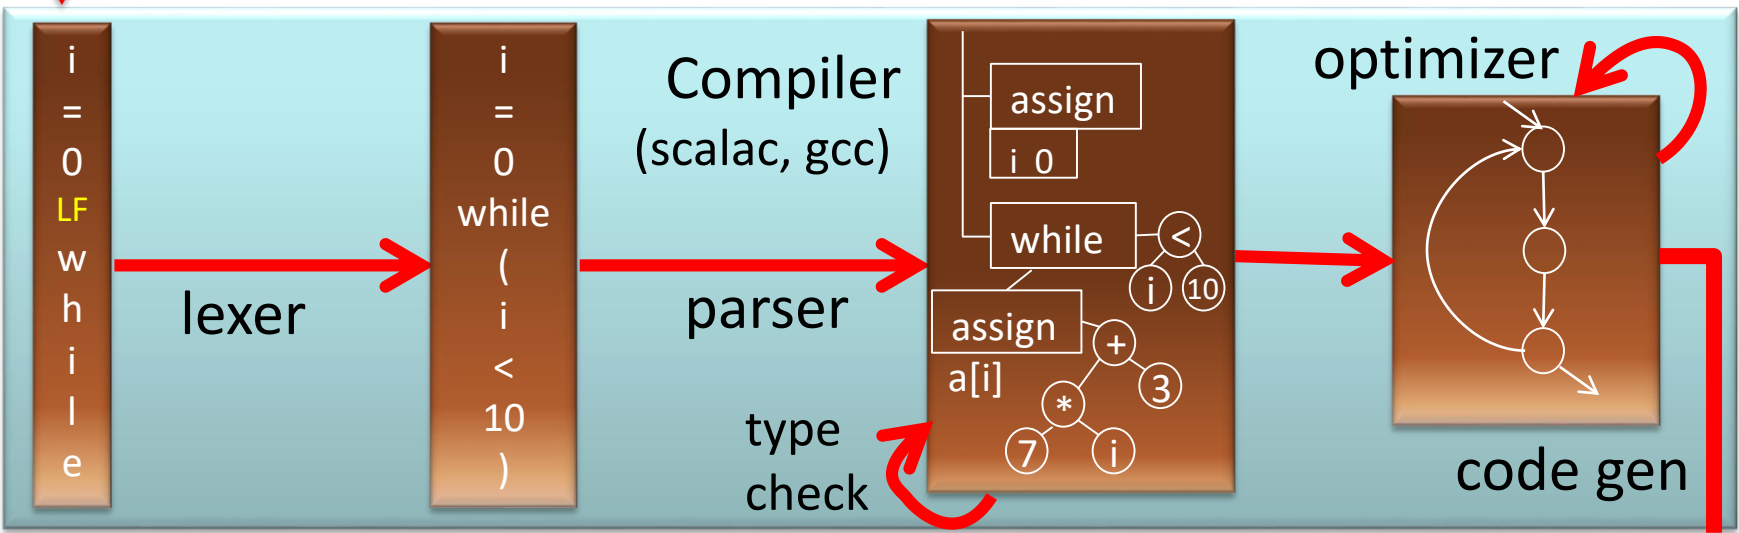 i
=
0
LF
w
h
i
l
e
lexer
i
=
0
while
(
i
<
10
)
Compiler
(scalac, gcc)
parser
type
check
assign
i 0
while
<
i
10
assign
a[i]
+
3
*
7
i
optimizer
code gen